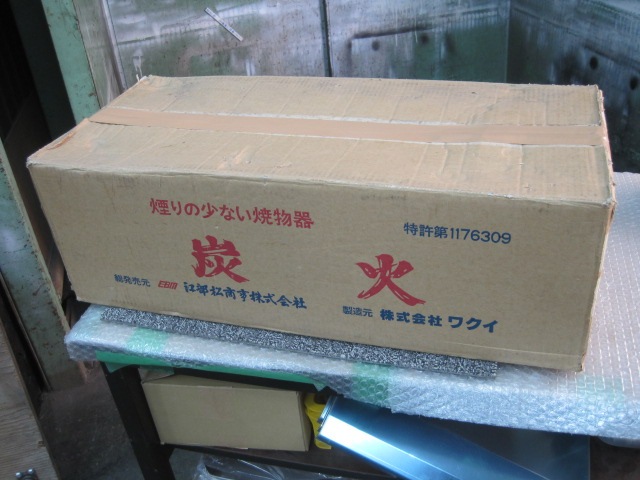 煙りの少ない焼物器
特許第1176309
炭 火
総発売元 EBM 江部松商事株式会社
製造元 株式会社 ワクイ